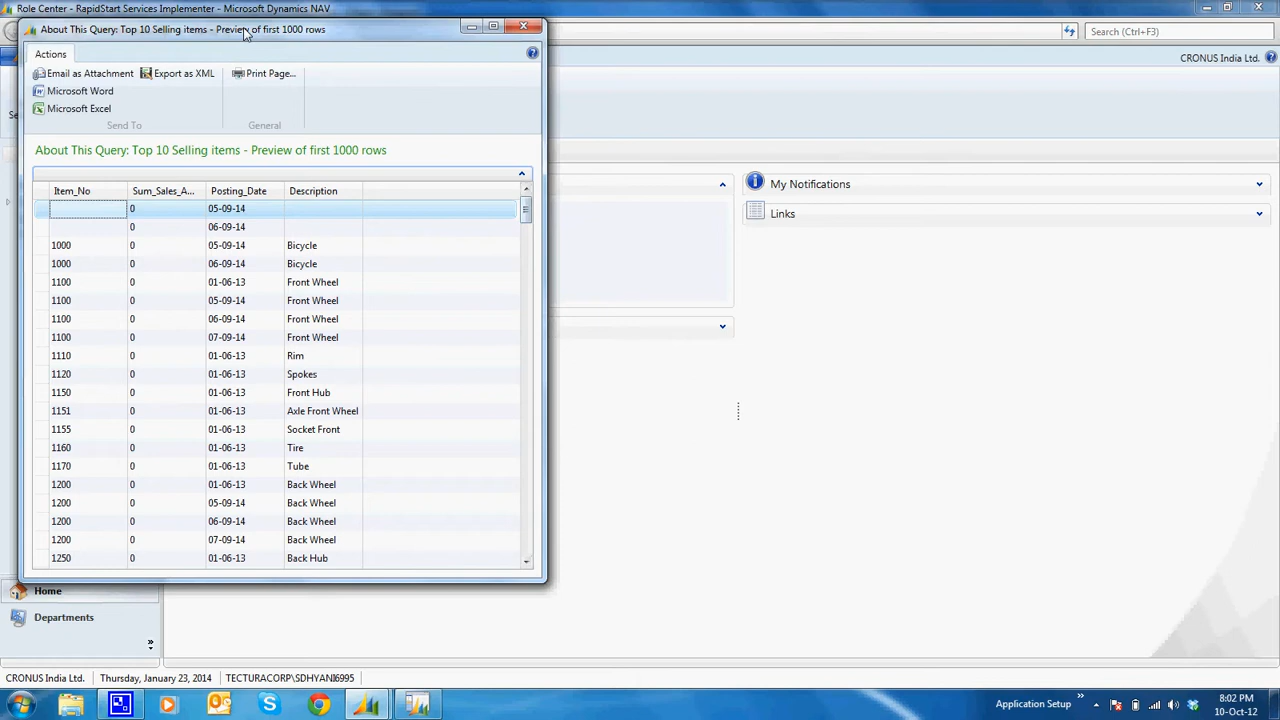 Role Center - RapidStart Services Implementer - Microsoft Dynamics NAV
About This Query: Top 10 Selling items - Preview of first 1000 rows
Search (Ctrl+F3)
Actions
CRONUS India Ltd.
Email as Attachment Export as XML Print Page...
Microsoft Word
Microsoft Excel
Send To General
About This Query: Top 10 Selling items - Preview of first 1000 rows
My Notifications
Links
Item_No Sum_Sales_A... Posting_Date Description
0 05-09-14
0 06-09-14
1000 0 05-09-14 Bicycle
1000 0 06-09-14 Bicycle
1100 0 01-06-13 Front Wheel
1100 0 05-09-14 Front Wheel
1100 0 06-09-14 Front Wheel
1100 0 07-09-14 Front Wheel
1110 0 01-06-13 Rim
1120 0 01-06-13 Spokes
1150 0 01-06-13 Front Hub
1151 0 01-06-13 Axle Front Wheel
1155 0 01-06-13 Socket Front
1160 0 01-06-13 Tire
1170 0 01-06-13 Tube
1200 0 01-06-13 Back Wheel
1200 0 05-09-14 Back Wheel
1200 0 06-09-14 Back Wheel
1200 0 07-09-14 Back Wheel
1250 0 01-06-13 Back Hub
Home
Departments
CRONUS India Ltd. Thursday, January 23, 2014 TECTURACORP\SDHYANI6995
Application Setup
8:02 PM
10-Oct-12